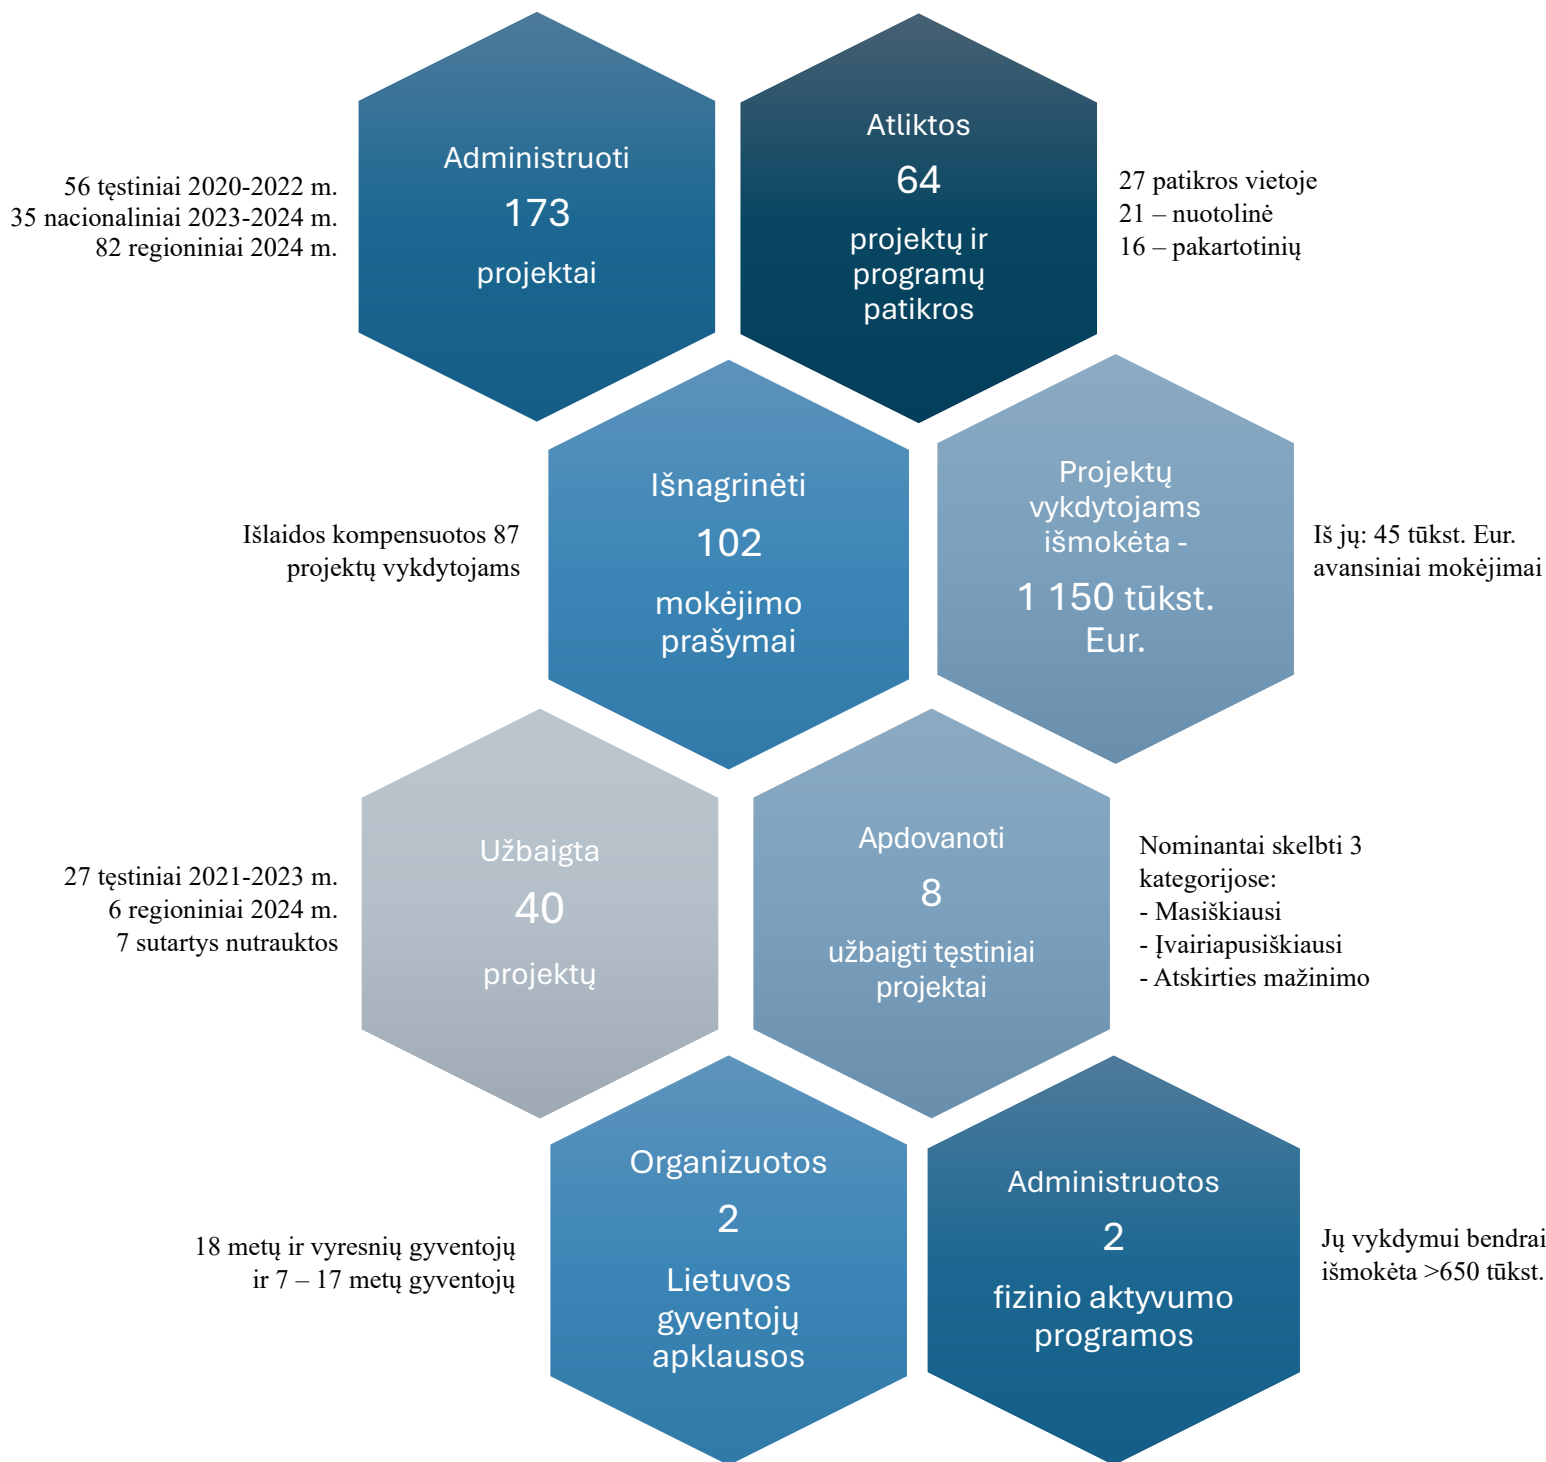 56 tęstiniai 2020-2022 m.
35 nacionaliniai 2023-2024 m.
82 regioniniai 2024 m.
Administruoti
173
projektai
Atliktos
64
projektų ir
programų
patikros
27 patikros vietoje
21 – nuotolinė
16 – pakartotinių
Išlaidos kompensuotos 87
projektų vykdytojams
Išnagrinėti
102
mokėjimo
prašymai
Projektų
vykdytojams
išmokėta -
1 150 tūkst.
Eur.
Iš jų: 45 tūkst. Eur.
avansiniai mokėjimai
27 tęstiniai 2021-2023 m.
6 regioniniai 2024 m.
7 sutartys nutrauktos
Užbaigta
40
projektų
Apdovanoti
8
užbaigti tęstiniai
projektai
Nominantai skelbti 3
kategorijose:
- Masiškiausi
- Įvairiapusiškiausi
- Atskirties mažinimo
18 metų ir vyresnių gyventojų
ir 7 – 17 metų gyventojų
Organizuotos
2
Lietuvos
gyventojų
apklausos
Administruotos
2
fizinio aktyvumo
programos
Jų vykdymui bendrai
išmokėta >650 tūkst.